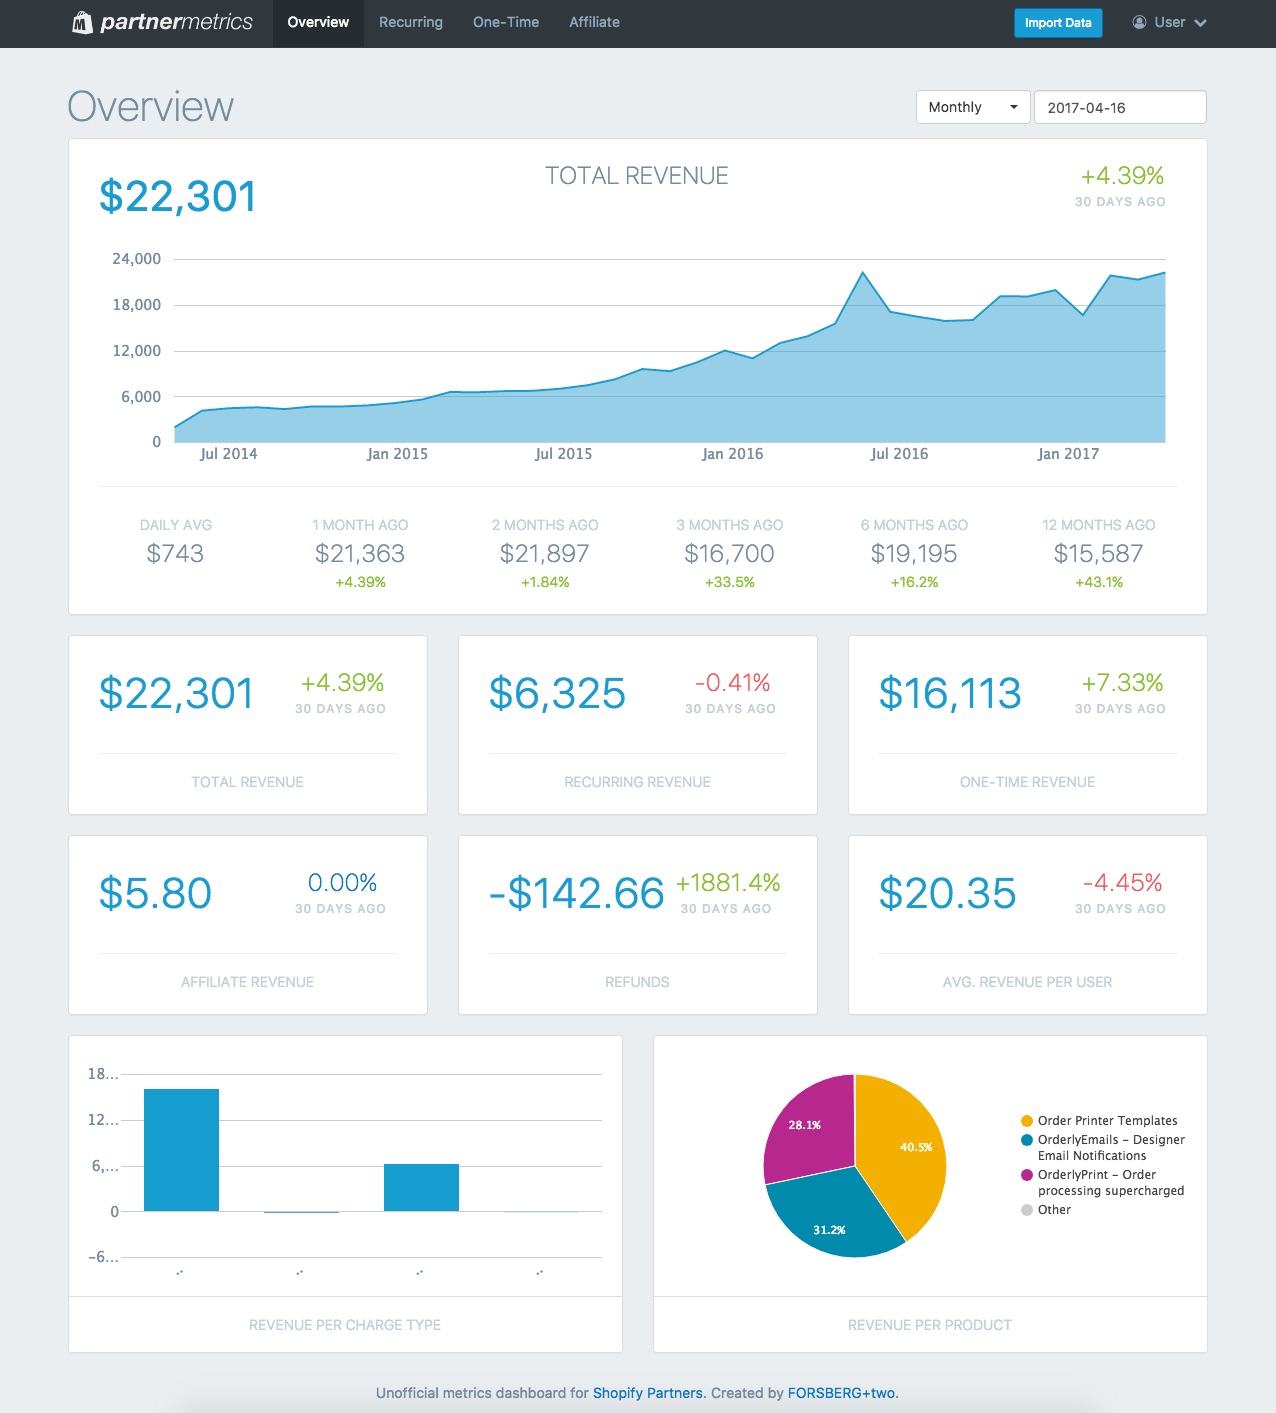 partnermetrics Overview Recurring One-Time Affiliate Import Data User
Overview Monthly 2017-04-16
$22,301 TOTAL REVENUE +4.39%
30 DAYS AGO
24,000
18,000
12,000
6,000
0
Jul 2014 Jan 2015 Jul 2015 Jan 2016 Jul 2016 Jan 2017
DAILY AVG 1 MONTH AGO 2 MONTHS AGO 3 MONTHS AGO 6 MONTHS AGO 12 MONTHS AGO
$743 $21,363 $21,897 $16,700 $19,195 $15,587
+4.39% +1.84% +33.5% +16.2% +43.1%
$22,301 +4.39%
30 DAYS AGO
TOTAL REVENUE
$6,325 -0.41%
30 DAYS AGO
RECURRING REVENUE
$16,113 +7.33%
30 DAYS AGO
ONE-TIME REVENUE
$5.80 0.00%
30 DAYS AGO
AFFILIATE REVENUE
-$142.66 +1881.4%
30 DAYS AGO
REFUNDS
$20.35 -4.45%
30 DAYS AGO
AVG. REVENUE PER USER
18...
12...
6,...
0
-6...
REVENUE PER CHARGE TYPE
28.1%
40.5%
31.2%
Order Printer Templates
OrderlyEmails - Designer
Email Notifications
OrderlyPrint - Order
processing supercharged
Other
REVENUE PER PRODUCT
Unofficial metrics dashboard for Shopify Partners. Created by FORSBERG+two.